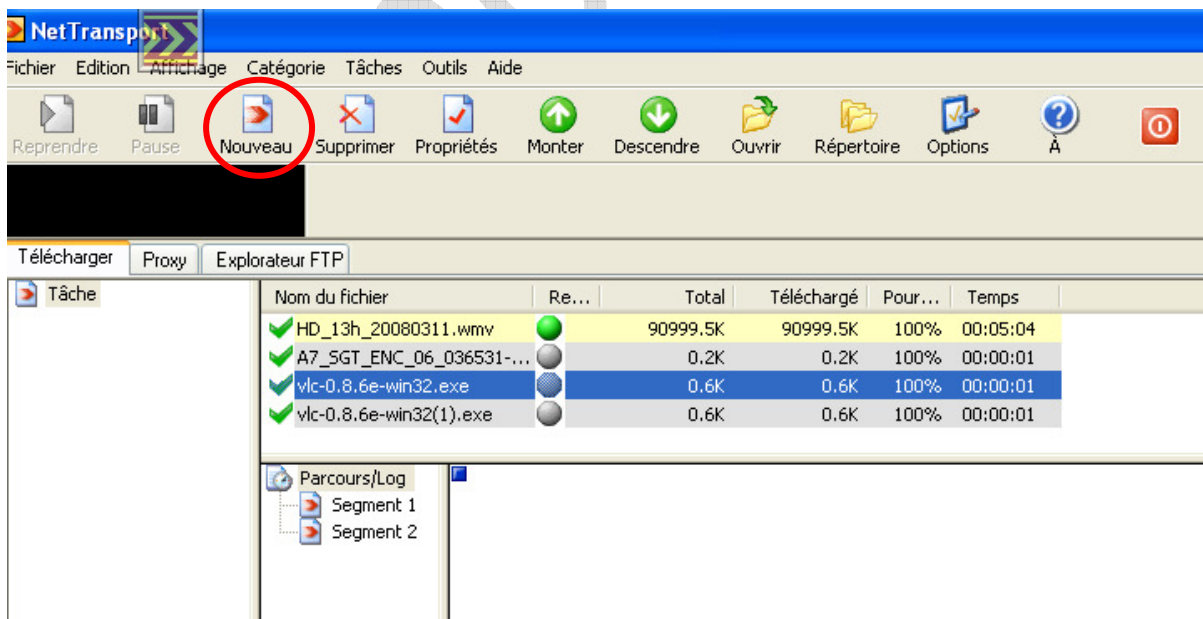 NetTransport
Fichier Edition Affichage Catégorie Tâches Outils Aide
Reprendre Pause Nouveau Supprimer Propriétés Monter Descendre Ouvrir Répertoire Options À
Télécharger Proxy Explorateur FTP
Tâche
Nom du fichier Re... Total Téléchargé Pour... Temps
HD_13h_20080311.wmv 90999.5K 90999.5K 100% 00:05:04
A7_SGT_ENC_06_036531-... 0.2K 0.2K 100% 00:00:01
vlc-0.8.6e-win32.exe 0.6K 0.6K 100% 00:00:01
vlc-0.8.6e-win32(1).exe 0.6K 0.6K 100% 00:00:01
Parcours/Log
Segment 1
Segment 2